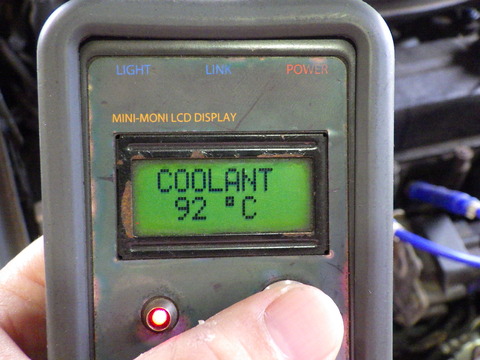 LIGHT LINK POWER
MINI-MONI LCD DISPLAY
COOLANT
92 °C